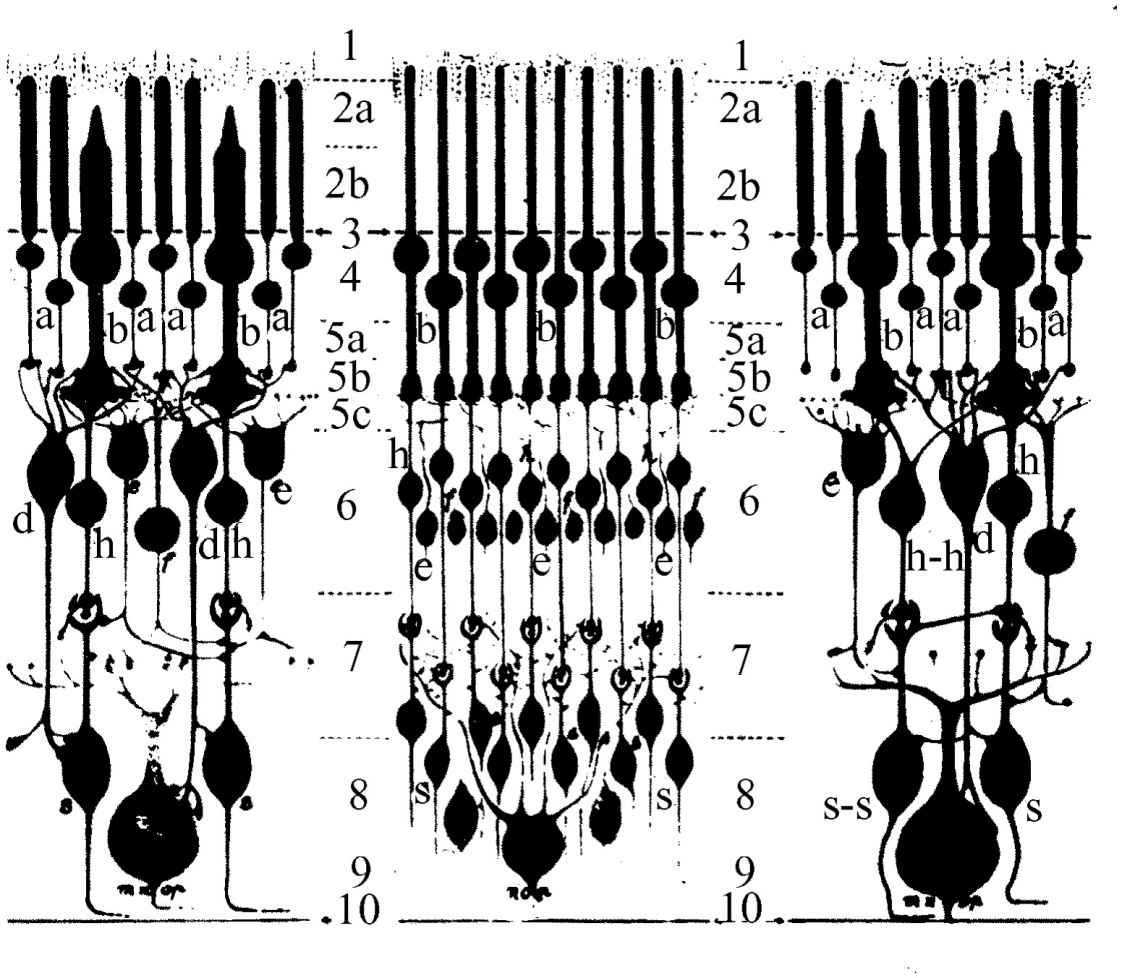 1 1
2a 2a
2b 2b
3 3
4 4
a b a a b a b b b a b a a b a
5a 5a
5b 5b
5c 5c
h h h h
e e e
d f f f f
6 6
h d h h-h d
e e e
7 7
8 8
s s s s s-s s
9 9
10 10